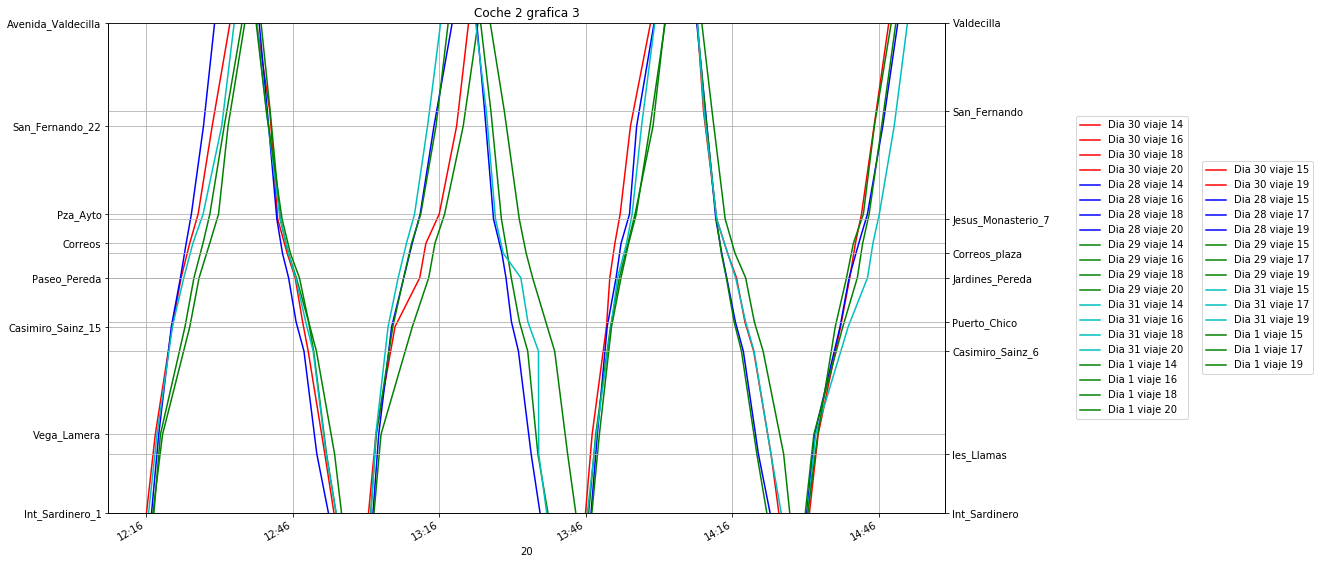 Coche 2 grafica 3
Avenida_Valdecilla
San_Fernando_22
Pza_Ayto
Correos
Paseo_Pereda
Casimiro_Sainz_15
Vega_Lamera
Int_Sardinero_1
Valdecilla
San_Fernando
Jesus_Monasterio_7
Correos_plaza
Jardines_Pereda
Puerto_Chico
Casimiro_Sainz_6
Ies_Llamas
Int_Sardinero
12:16
12:46
13:16
13:46
14:16
14:46
20
Dia 30 viaje 14
Dia 30 viaje 16
Dia 30 viaje 18
Dia 30 viaje 20
Dia 28 viaje 14
Dia 28 viaje 16
Dia 28 viaje 18
Dia 28 viaje 20
Dia 29 viaje 14
Dia 29 viaje 16
Dia 29 viaje 18
Dia 29 viaje 20
Dia 31 viaje 14
Dia 31 viaje 16
Dia 31 viaje 18
Dia 31 viaje 20
Dia 1 viaje 14
Dia 1 viaje 16
Dia 1 viaje 18
Dia 1 viaje 20
Dia 30 viaje 15
Dia 30 viaje 19
Dia 28 viaje 15
Dia 28 viaje 17
Dia 28 viaje 19
Dia 29 viaje 15
Dia 29 viaje 17
Dia 29 viaje 19
Dia 31 viaje 15
Dia 31 viaje 17
Dia 31 viaje 19
Dia 1 viaje 15
Dia 1 viaje 17
Dia 1 viaje 19